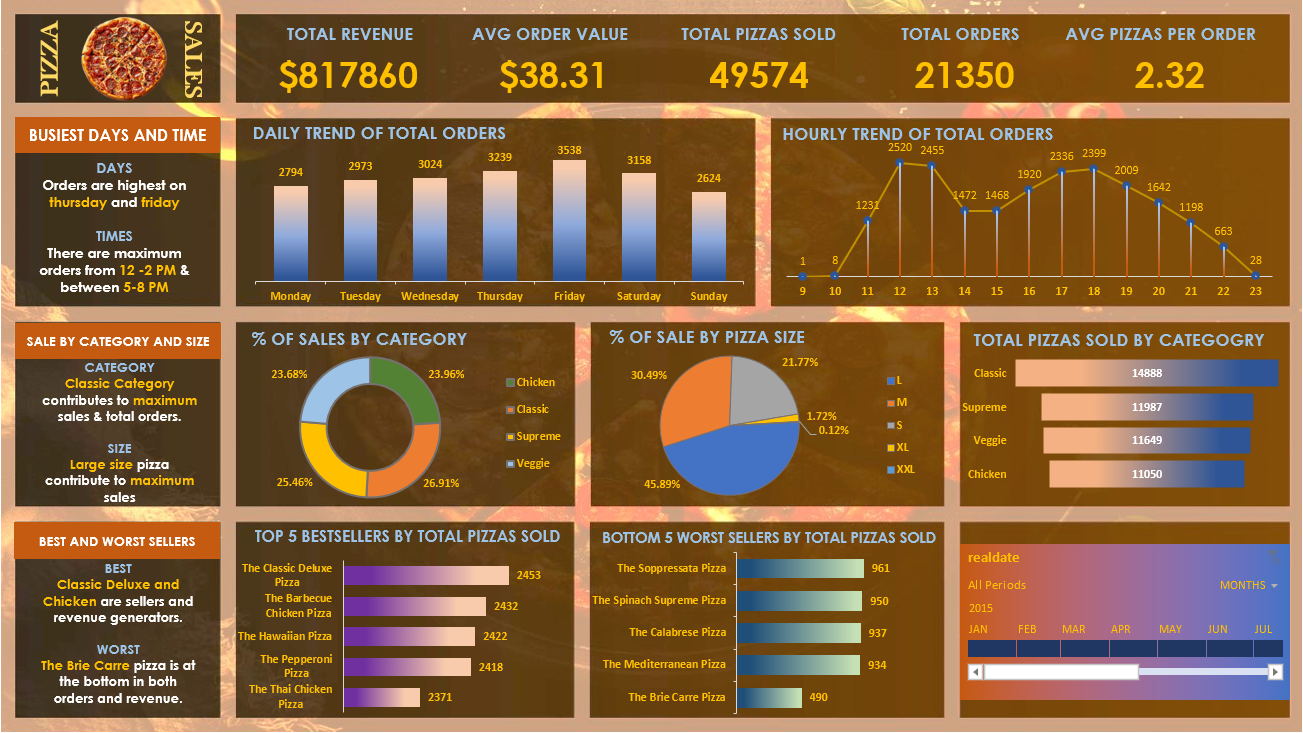 PIZZA
SALES
TOTAL REVENUE
$817860
AVG ORDER VALUE
$38.31
TOTAL PIZZAS SOLD
49574
TOTAL ORDERS
21350
AVG PIZZAS PER ORDER
2.32
BUSIEST DAYS AND TIME
DAYS
Orders are highest on
thursday and friday
TIMES
There are maximum
orders from 12 -2 PM &
between 5-8 PM
DAILY TREND OF TOTAL ORDERS
2794
2973
3024
3239
3538
3158
2624
Monday
Tuesday
Wednesday
Thursday
Friday
Saturday
Sunday
HOURLY TREND OF TOTAL ORDERS
1
8
1231
2520
2455
1472
1468
1920
2336
2399
2009
1642
1198
663
28
9
10
11
12
13
14
15
16
17
18
19
20
21
22
23
SALE BY CATEGORY AND SIZE
CATEGORY
Classic Category
contributes to maximum
sales & total orders.
SIZE
Large size pizza
contribute to maximum
sales
% OF SALES BY CATEGORY
23.68%
23.96%
25.46%
26.91%
Chicken
Classic
Supreme
Veggie
% OF SALE BY PIZZA SIZE
21.77%
30.49%
1.72%
0.12%
45.89%
L
M
S
XL
XXL
TOTAL PIZZAS SOLD BY CATEGOGRY
Classic
14888
Supreme
11987
Veggie
11649
Chicken
11050
BEST AND WORST SELLERS
BEST
Classic Deluxe and
Chicken are sellers and
revenue generators.
WORST
The Brie Carre pizza is at
the bottom in both
orders and revenue.
TOP 5 BESTSELLERS BY TOTAL PIZZAS SOLD
The Classic Deluxe
Pizza
2453
The Barbecue
Chicken Pizza
2432
The Hawaiian Pizza
2422
The Pepperoni
Pizza
2418
The Thai Chicken
Pizza
2371
BOTTOM 5 WORST SELLERS BY TOTAL PIZZAS SOLD
The Soppressata Pizza
961
The Spinach Supreme Pizza
950
The Calabrese Pizza
937
The Mediterranean Pizza
934
The Brie Carre Pizza
490
realdate
All Periods
MONTHS
2015
JAN
FEB
MAR
APR
MAY
JUN
JUL